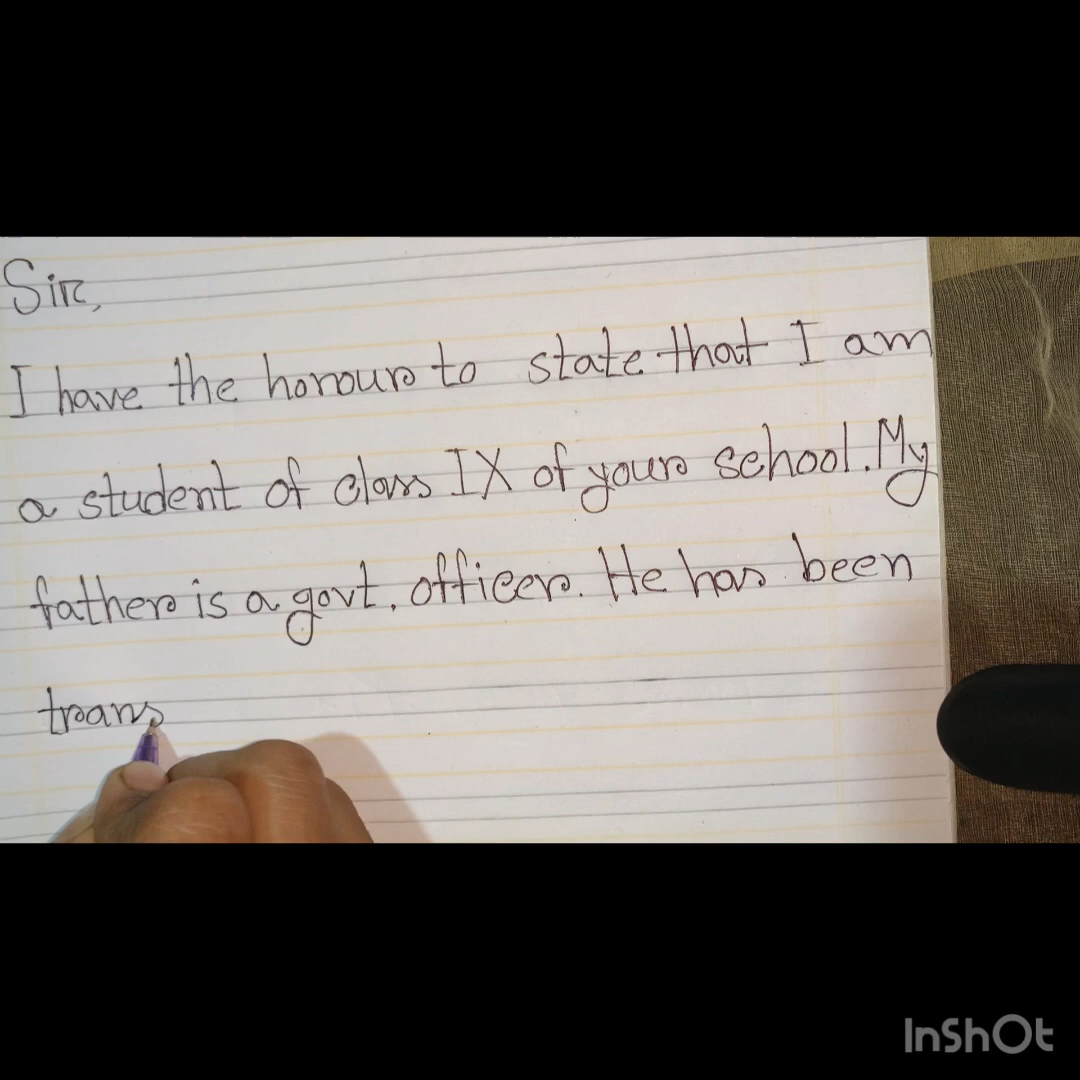 Sir,
I have the honour to state that I am
a student of class IX of your school. My
father is a govt. officer. He has been
trans
InShOt